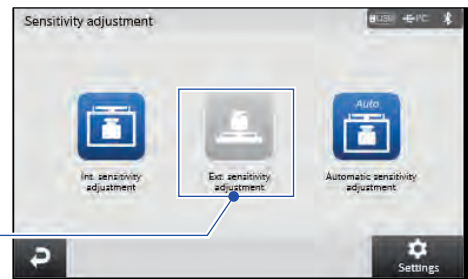 Sensitivity adjustment
USB PC
Auto
Int. sensitivity
adjustment
Ext. sensitivity
adjustment
Automatic sensitivity
adjustment
Settings